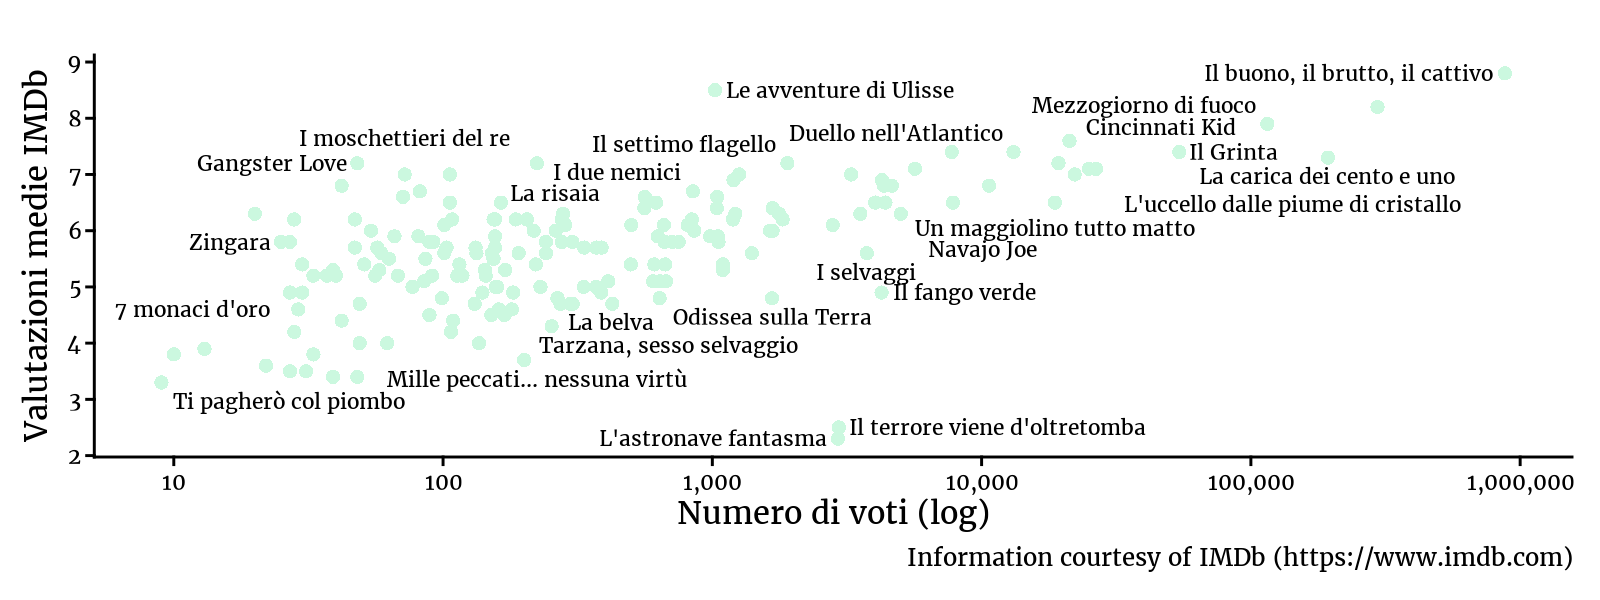 Valutazioni medie IMDb
9
8
7
6
5
4
3
2
Il buono, il brutto, il cattivo
Le avventure di Ulisse
Mezzogiorno di fuoco
Cincinnati Kid
I moschettieri del re
Il settimo flagello
Duello nell'Atlantico
Gangster Love
I due nemici
Il Grinta
La carica dei cento e uno
La risaia
L'uccello dalle piume di cristallo
Zingara
Un maggiolino tutto matto
Navajo Joe
I selvaggi
Il fango verde
7 monaci d'oro
La belva
Odissea sulla Terra
Tarzana, sesso selvaggio
Mille peccati... nessuna virtù
Ti pagherò col piombo
Il terrore viene d'oltretomba
L'astronave fantasma
10
100
1,000
10,000
100,000
1,000,000
Numero di voti (log)
Information courtesy of IMDb (https://www.imdb.com)